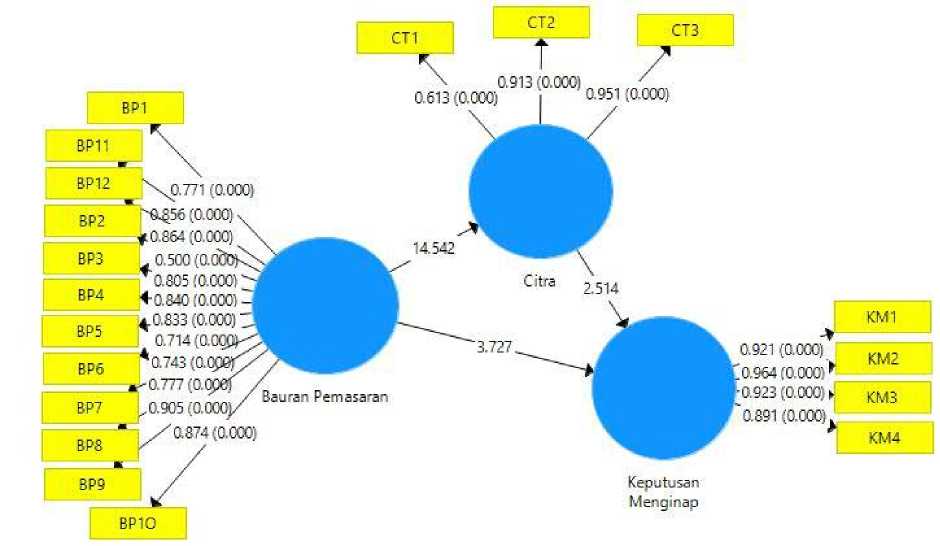 CT1
CT2
CT3
0.613 (0.000)
0.913 (0.000)
0.951 (0.000)
BP1
BP11
BP12
BP2
BP3
BP4
BP5
BP6
BP7
BP8
BP9
BP1O
0.771 (0.000)
0.856 (0.000)
0.864 (0.000)
0.500 (0.000)
0.805 (0.000)
0.840 (0.000)
0.833 (0.000)
0.714 (0.000)
0.743 (0.000)
0.777 (0.000)
0.905 (0.000)
0.874 (0.000)
Bauran Pemasaran
14.542
Citra
2.514
3.727
Keputusan
Menginap
0.921 (0.000)
0.964 (0.000)
0.923 (0.000)
0.891 (0.000)
KM1
KM2
KM3
KM4